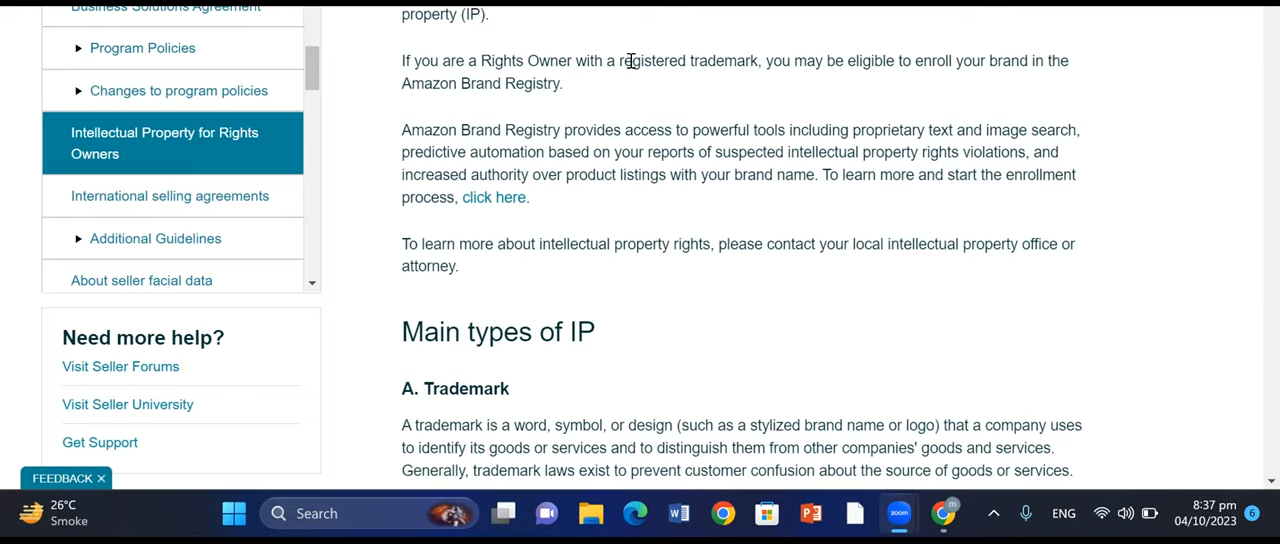 Business Solutions Agreement
Program Policies
Changes to program policies
Intellectual Property for Rights
Owners
International selling agreements
Additional Guidelines
About seller facial data
Need more help?
Visit Seller Forums
Visit Seller University
Get Support
FEEDBACK ×
property (IP).
If you are a Rights Owner with a registered trademark, you may be eligible to enroll your brand in the
Amazon Brand Registry.
Amazon Brand Registry provides access to powerful tools including proprietary text and image search,
predictive automation based on your reports of suspected intellectual property rights violations, and
increased authority over product listings with your brand name. To learn more and start the enrollment
process, click here.
To learn more about intellectual property rights, please contact your local intellectual property office or
attorney.
Main types of IP
A. Trademark
A trademark is a word, symbol, or design (such as a stylized brand name or logo) that a company uses
to identify its goods or services and to distinguish them from other companies' goods and services.
Generally, trademark laws exist to prevent customer confusion about the source of goods or services.
26°C
Smoke
Search
zoom
m
ENG
8:37 pm
04/10/2023
6